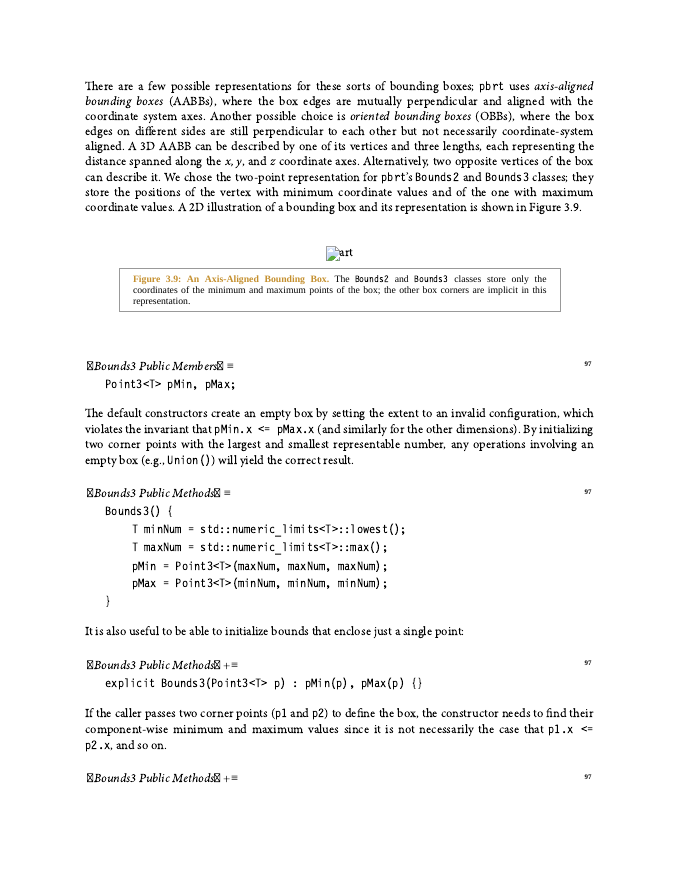 There are a few possible representations for these sorts of bounding boxes; pbrt uses axis-aligned
bounding boxes (AABBs), where the box edges are mutually perpendicular and aligned with the
coordinate system axes. Another possible choice is oriented bounding boxes (OBBs), where the box
edges on different sides are still perpendicular to each other but not necessarily coordinate-system
aligned. A 3D AABB can be described by one of its vertices and three lengths, each representing the
distance spanned along the x, y, and z coordinate axes. Alternatively, two opposite vertices of the box
can describe it. We chose the two-point representation for pbrt's Bounds2 and Bounds3 classes; they
store the positions of the vertex with minimum coordinate values and of the one with maximum
coordinate values. A 2D illustration of a bounding box and its representation is shown in Figure 3.9.
art
Figure 3.9: An Axis-Aligned Bounding Box. The Bounds2 and Bounds3 classes store only the
coordinates of the minimum and maximum points of the box; the other box corners are implicit in this
representation.
Bounds3 Public Members ≡ 97
Point3<T> pMin, pMax;
The default constructors create an empty box by setting the extent to an invalid configuration, which
violates the invariant that pMin.x <= pMax.x (and similarly for the other dimensions). By initializing
two corner points with the largest and smallest representable number, any operations involving an
empty box (e.g., Union()) will yield the correct result.
Bounds3 Public Methods ≡ 97
Bounds3() {
T minNum = std::numeric_limits<T>::lowest();
T maxNum = std::numeric_limits<T>::max();
pMin = Point3<T>(maxNum, maxNum, maxNum);
pMax = Point3<T>(minNum, minNum, minNum);
}
It is also useful to be able to initialize bounds that enclose just a single point:
Bounds3 Public Methods +≡ 97
explicit Bounds3(Point3<T> p) : pMin(p), pMax(p) {}
If the caller passes two corner points (p1 and p2) to define the box, the constructor needs to find their
component-wise minimum and maximum values since it is not necessarily the case that p1.x <=
p2.x, and so on.
Bounds3 Public Methods +≡ 97